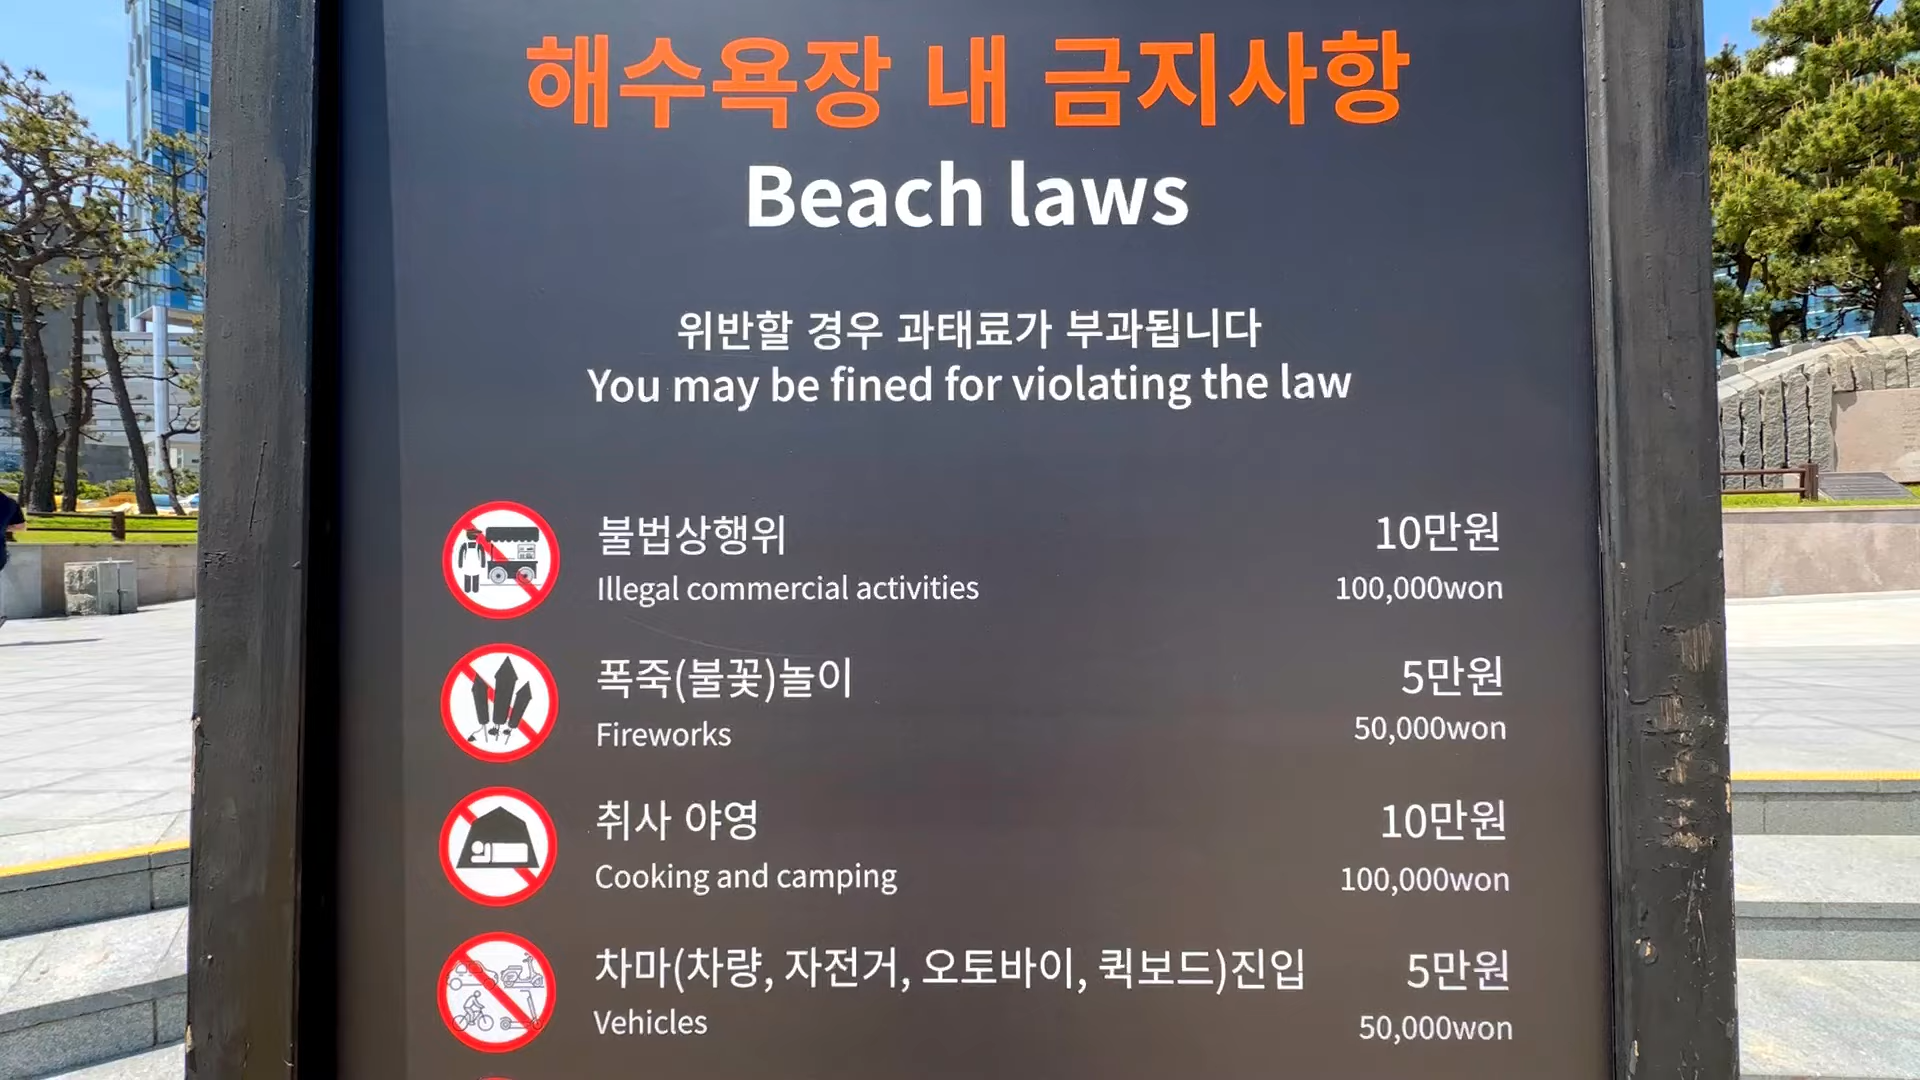 해수욕장 내 금지사항
Beach laws
위반할 경우 과태료가 부과됩니다
You may be fined for violating the law
불법상행위 10만원
Illegal commercial activities 100,000won
폭죽(불꽃)놀이 5만원
Fireworks 50,000won
취사 야영 10만원
Cooking and camping 100,000won
차마(차량, 자전거, 오토바이, 퀵보드)진입 5만원
Vehicles 50,000won